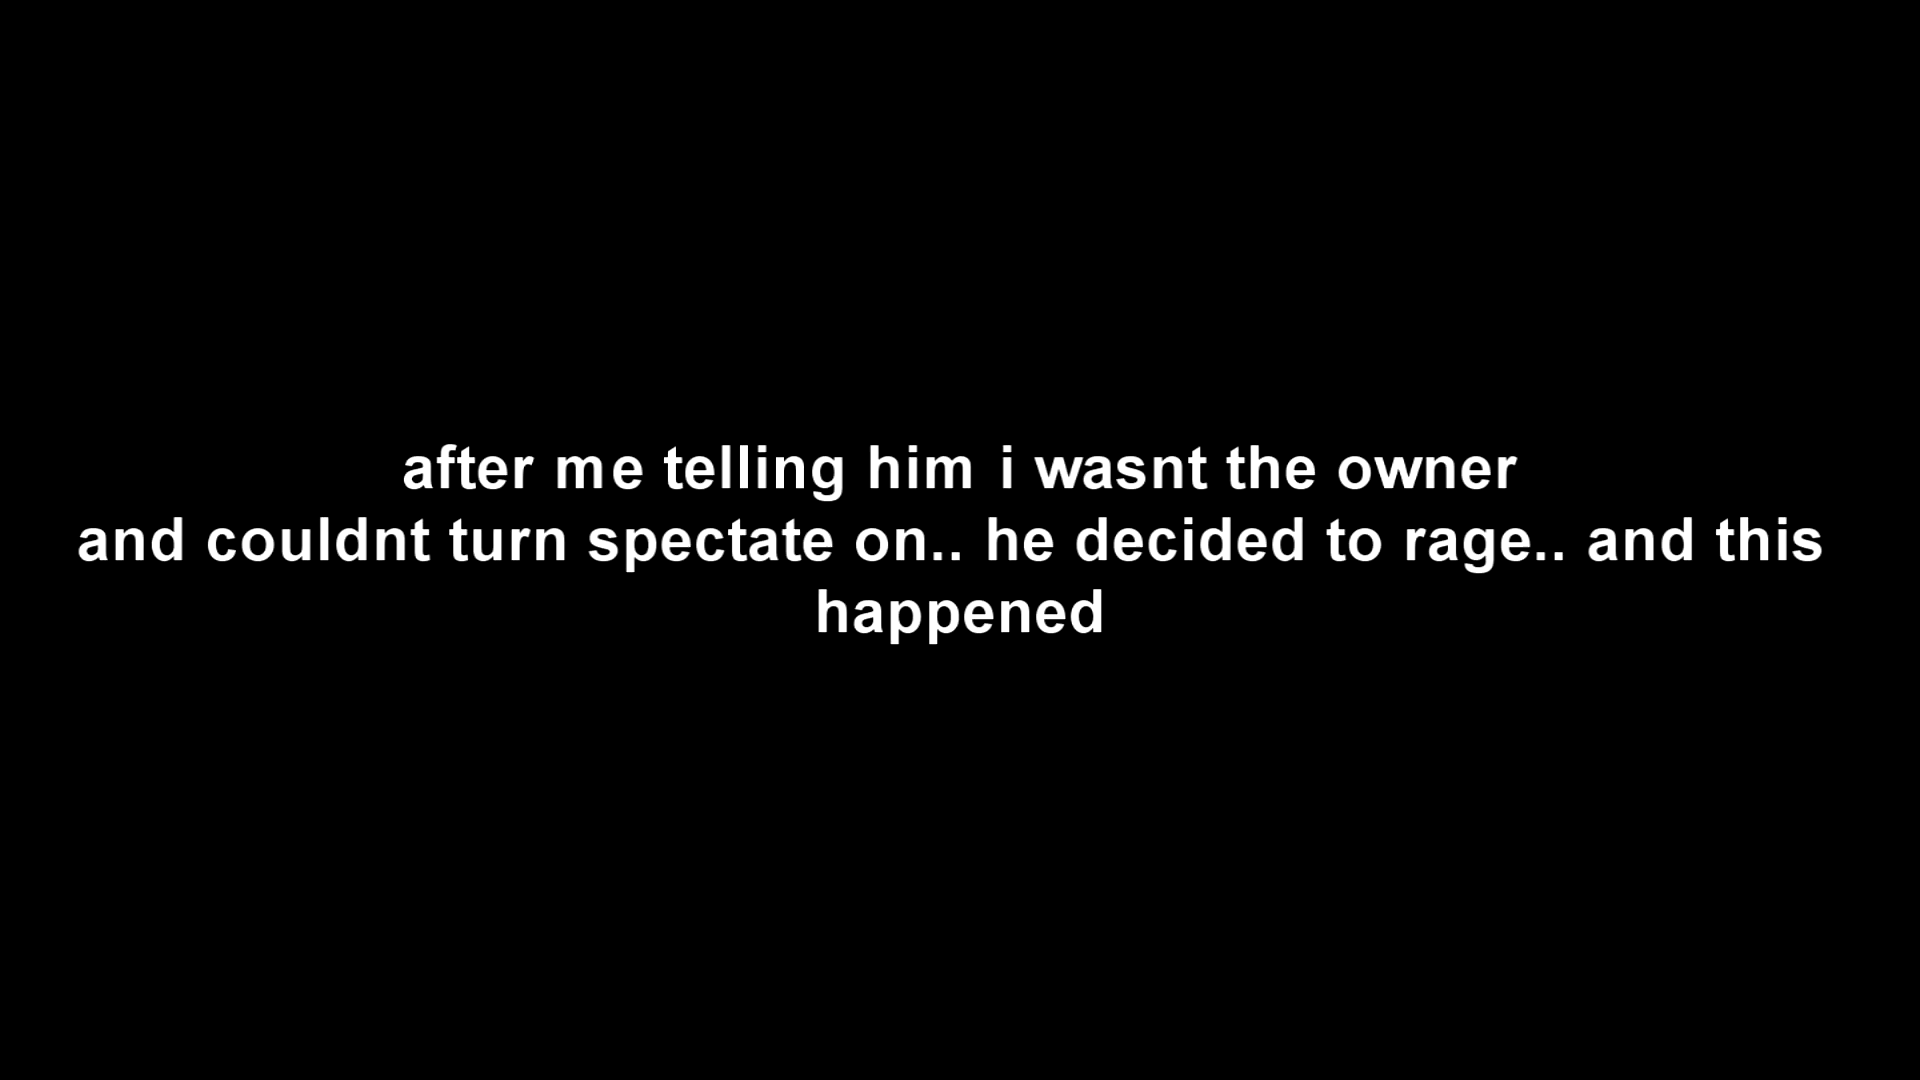 after me telling him i wasnt the owner
and couldnt turn spectate on.. he decided to rage.. and this
happened